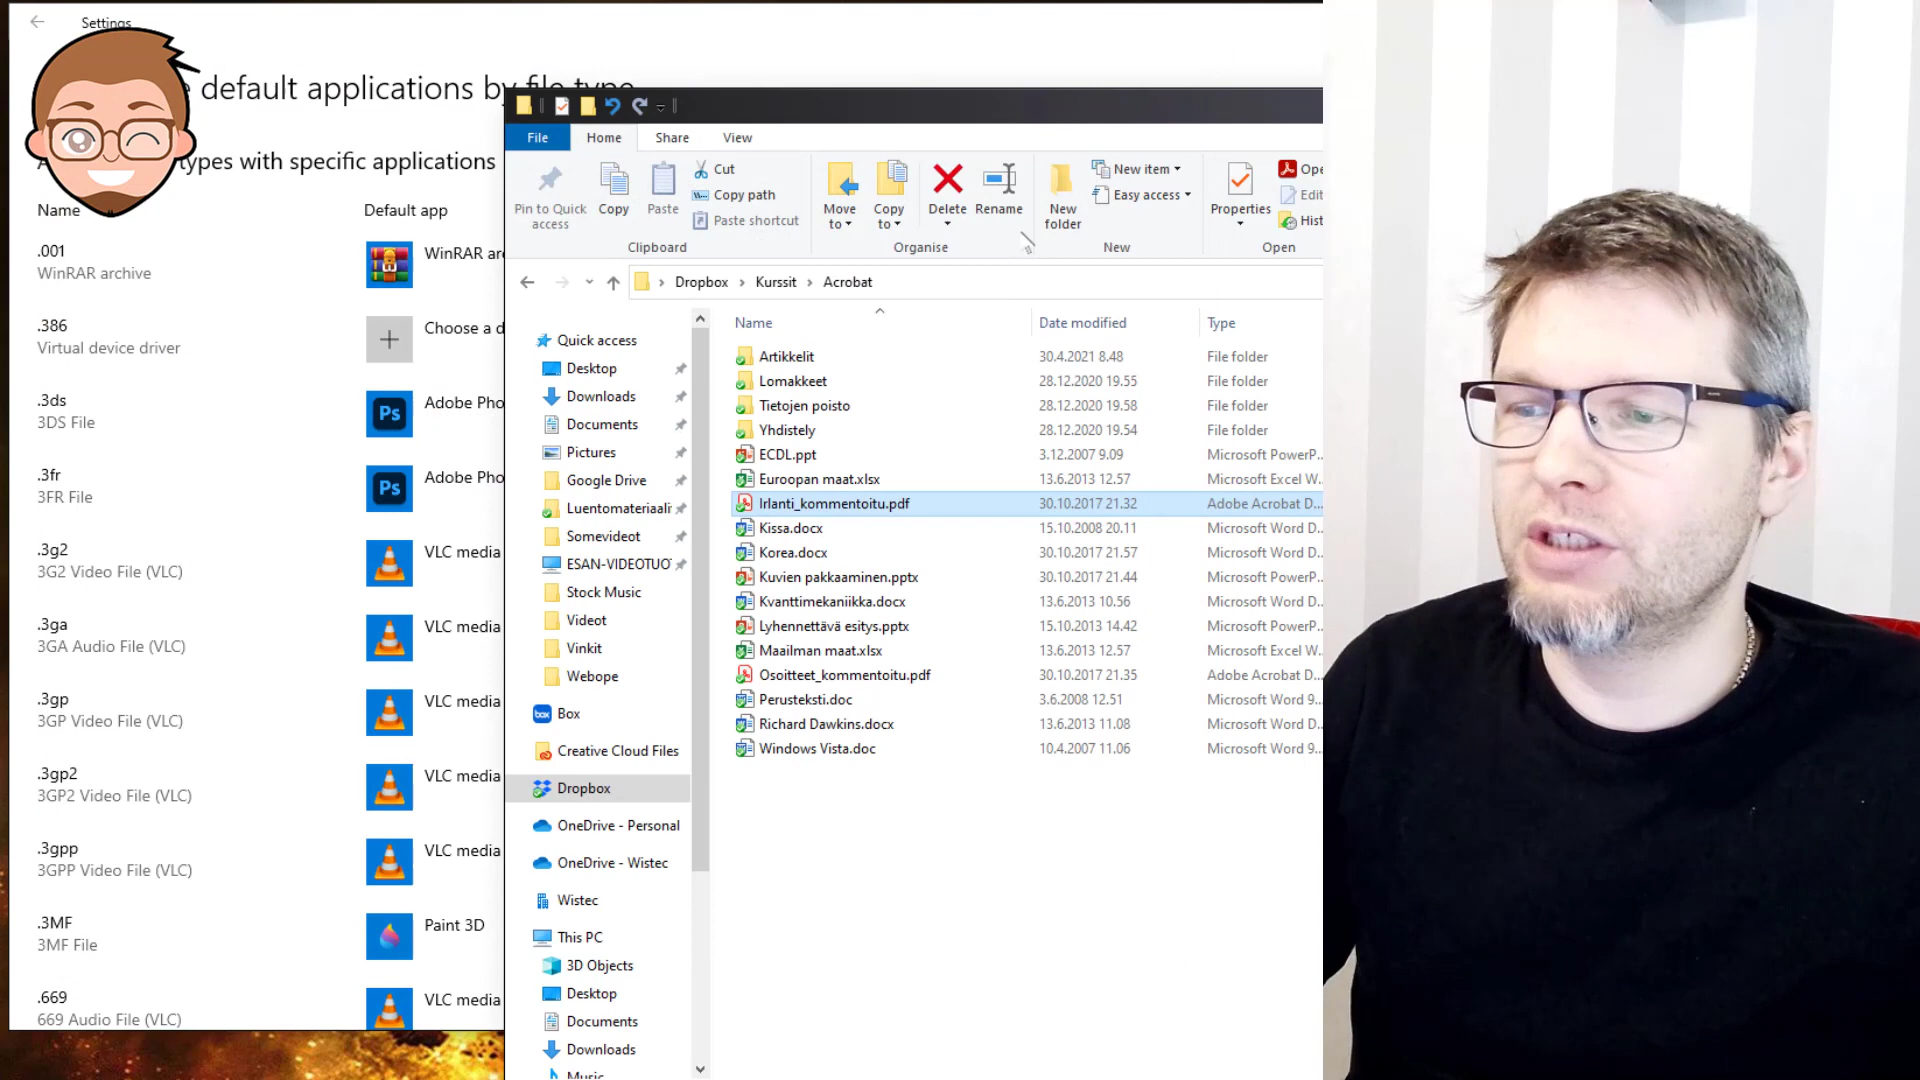 Settings
default applications by file type
types with specific applications
Name
Default app
.001
WinRAR archive
WinRAR
.386
Virtual device driver
Choose a d
.3ds
3DS File
Adobe Pho
.3fr
3FR File
Adobe Pho
.3g2
3G2 Video File (VLC)
VLC media
.3ga
3GA Audio File (VLC)
VLC media
.3gp
3GP Video File (VLC)
VLC media
.3gp2
3GP2 Video File (VLC)
VLC media
.3gpp
3GPP Video File (VLC)
VLC media
.3MF
3MF File
Paint 3D
.669
669 Audio File (VLC)
VLC media
File
Home
Share
View
Pin to Quick access
Copy
Paste
Cut
Copy path
Paste shortcut
Clipboard
Move to
Copy to
Delete
Rename
Organise
New folder
New item
Easy access
New
Properties
Ope
Edit
Hist
Open
Dropbox
Kurssit
Acrobat
Quick access
Desktop
Downloads
Documents
Pictures
Google Drive
Luentomateriaali
Somevideot
ESAN-VIDEOTUO
Stock Music
Videot
Vinkit
Webope
Box
box
Creative Cloud Files
Dropbox
OneDrive - Personal
OneDrive - Wistec
Wistec
This PC
3D Objects
Desktop
Documents
Downloads
Music
Name Date modified Type
Artikkelit 30.4.2021 8.48 File folder
Lomakkeet 28.12.2020 19.55 File folder
Tietojen poisto 28.12.2020 19.58 File folder
Yhdistely 28.12.2020 19.54 File folder
ECDL.ppt 3.12.2007 9.09 Microsoft PowerP...
Euroopan maat.xlsx 13.6.2013 12.57 Microsoft Excel W...
Irlanti_kommentoitu.pdf 30.10.2017 21.32 Adobe Acrobat D...
Kissa.docx 15.10.2008 20.11 Microsoft Word D...
Korea.docx 30.10.2017 21.57 Microsoft Word D...
Kuvien pakkaaminen.pptx 30.10.2017 21.44 Microsoft PowerP...
Kvanttimekaniikka.docx 13.6.2013 10.56 Microsoft Word D...
Lyhennettävä esitys.pptx 15.10.2013 14.42 Microsoft PowerP...
Maailman maat.xlsx 13.6.2013 12.57 Microsoft Excel W...
Osoitteet_kommentoitu.pdf 30.10.2017 21.35 Adobe Acrobat D...
Perusteksti.doc 3.6.2008 12.51 Microsoft Word 9...
Richard Dawkins.docx 13.6.2013 11.08 Microsoft Word D...
Windows Vista.doc 10.4.2007 11.06 Microsoft Word 9...
Ps
Ps